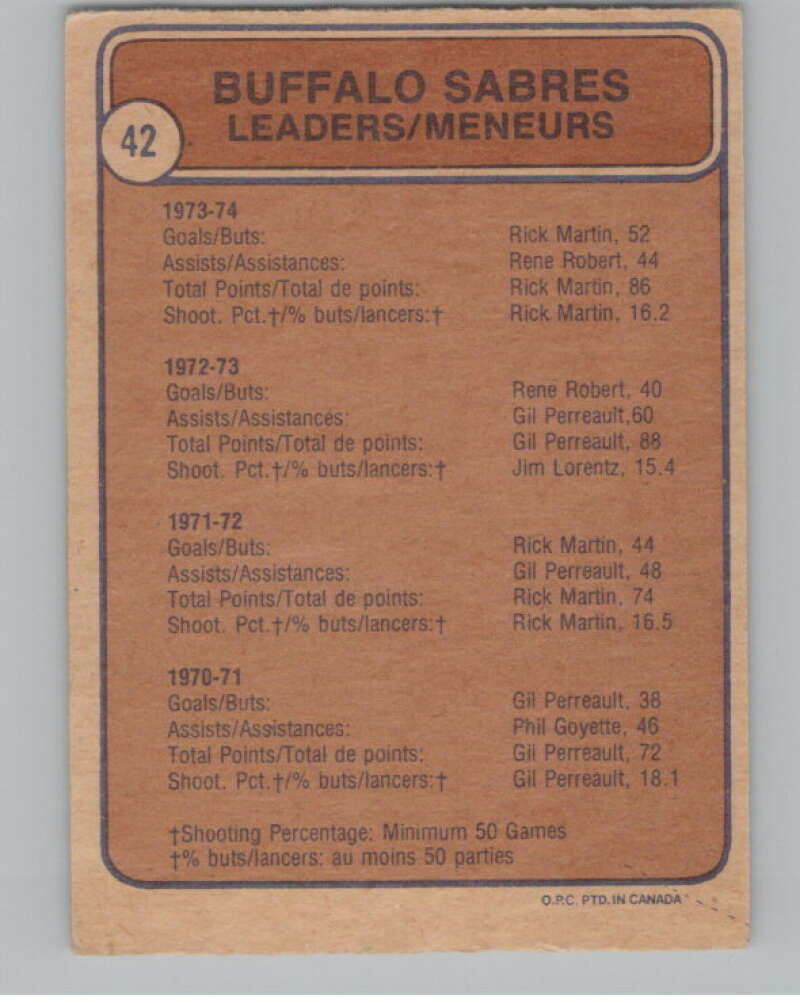 42
BUFFALO SABRES
LEADERS/MENEURS
1973-74
Goals/Buts: Rick Martin, 52
Assists/Assistances: Rene Robert, 44
Total Points/Total de points: Rick Martin, 86
Shoot. Pct.†/% buts/lancers:† Rick Martin, 16.2
1972-73
Goals/Buts: Rene Robert, 40
Assists/Assistances: Gil Perreault,60
Total Points/Total de points: Gil Perreault, 88
Shoot. Pct.†/% buts/lancers:† Jim Lorentz, 15.4
1971-72
Goals/Buts: Rick Martin, 44
Assists/Assistances: Gil Perreault, 48
Total Points/Total de points: Rick Martin, 74
Shoot. Pct.†/% buts/lancers:† Rick Martin, 16.5
1970-71
Goals/Buts: Gil Perreault, 38
Assists/Assistances: Phil Goyette, 46
Total Points/Total de points: Gil Perreault, 72
Shoot. Pct.†/% buts/lancers:† Gil Perreault, 18.1
†Shooting Percentage: Minimum 50 Games
†% buts/lancers: au moins 50 parties
O.P.C. PTD. IN CANADA